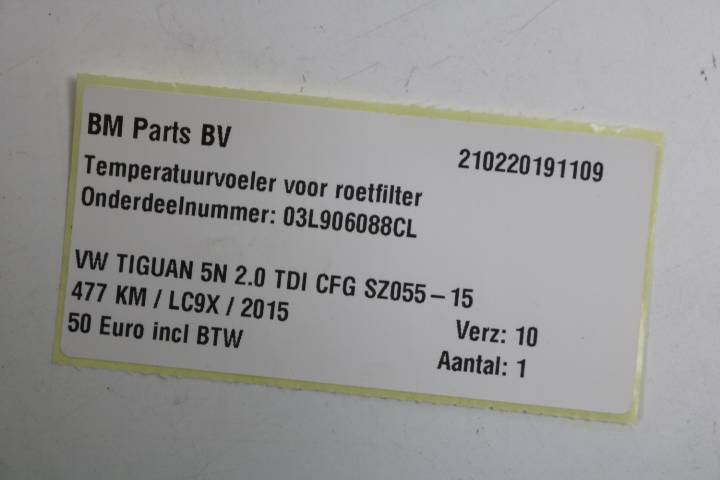 BM Parts BV
210220191109
Temperatuurvoeler voor roetfilter
Onderdeelnummer: 03L906088CL
VW TIGUAN 5N 2.0 TDI CFG SZ055-15
477 KM / LC9X / 2015
Verz: 10
50 Euro incl BTW
Aantal: 1